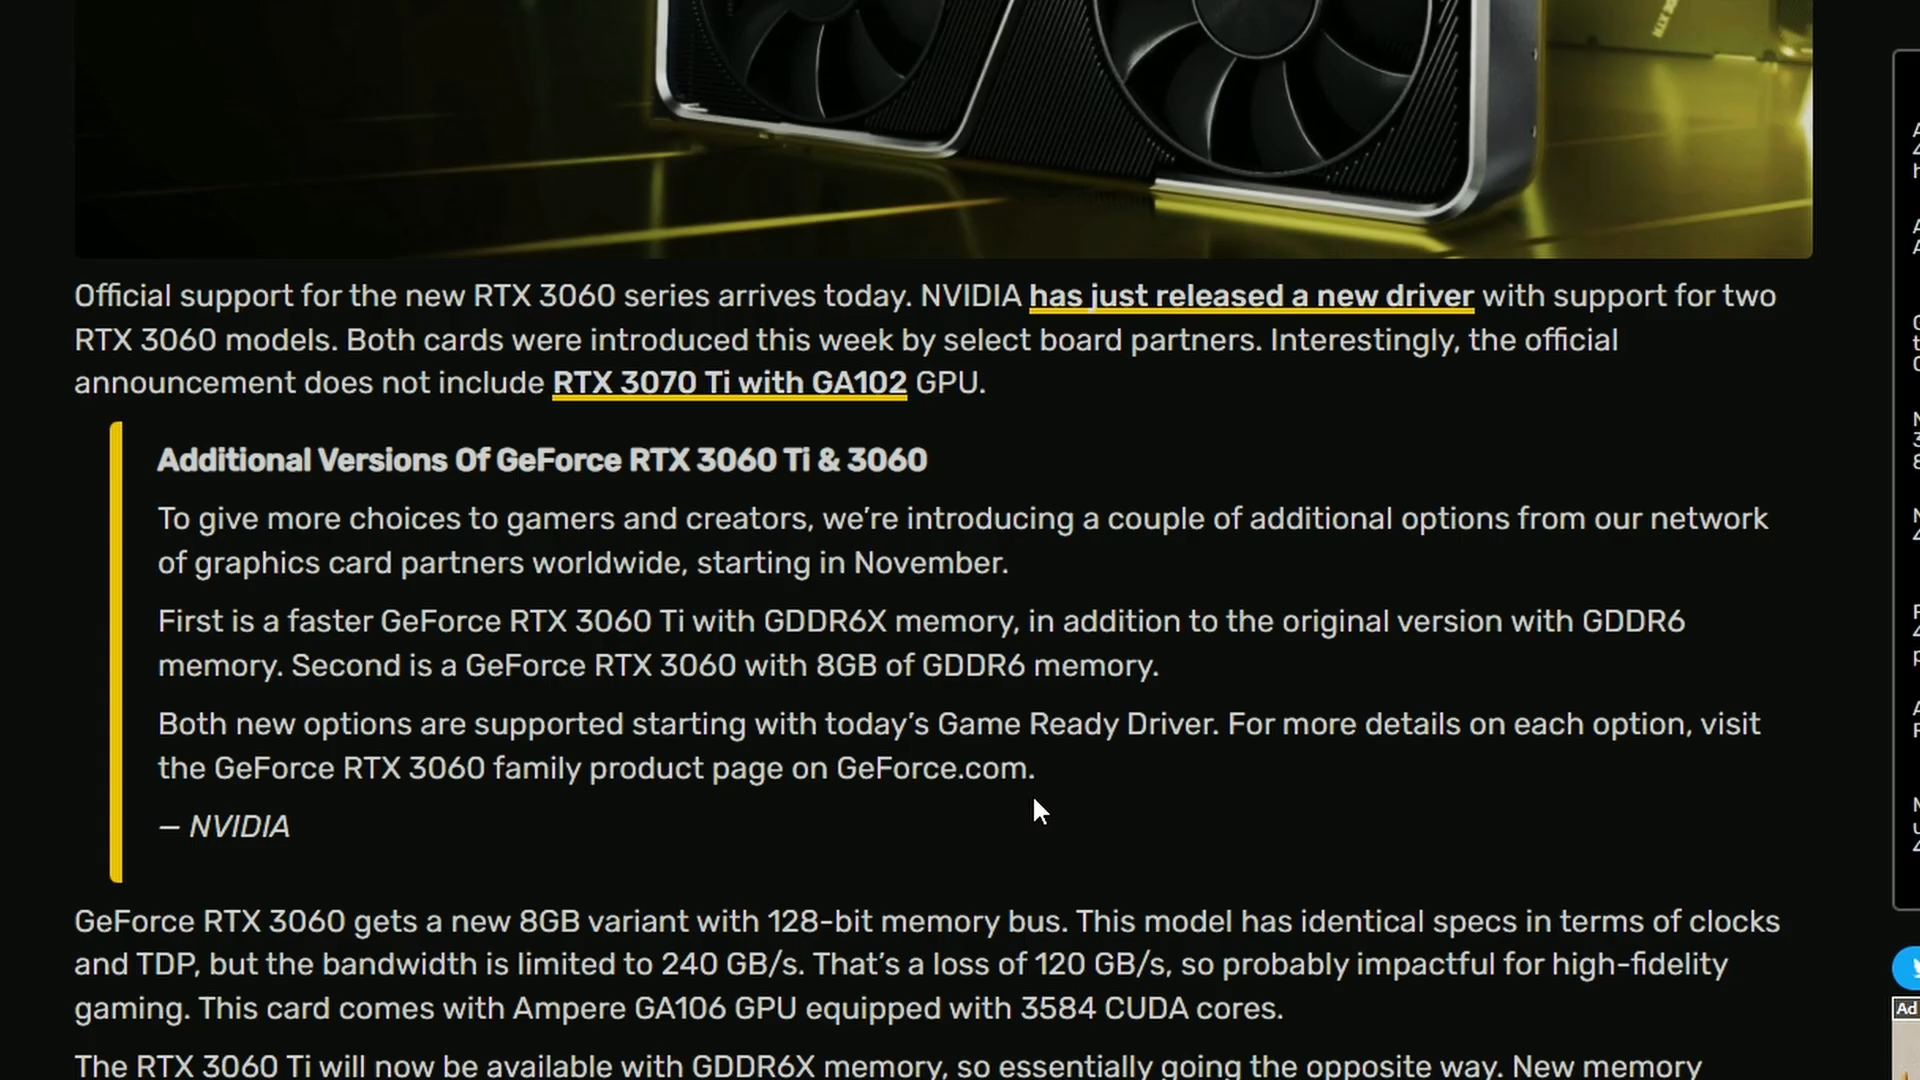 Official support for the new RTX 3060 series arrives today. NVIDIA has just released a new driver with support for two
RTX 3060 models. Both cards were introduced this week by select board partners. Interestingly, the official
announcement does not include RTX 3070 Ti with GA102 GPU.
Additional Versions Of GeForce RTX 3060 Ti & 3060
To give more choices to gamers and creators, we're introducing a couple of additional options from our network
of graphics card partners worldwide, starting in November.
First is a faster GeForce RTX 3060 Ti with GDDR6X memory, in addition to the original version with GDDR6
memory. Second is a GeForce RTX 3060 with 8GB of GDDR6 memory.
Both new options are supported starting with today's Game Ready Driver. For more details on each option, visit
the GeForce RTX 3060 family product page on GeForce.com.
— NVIDIA
GeForce RTX 3060 gets a new 8GB variant with 128-bit memory bus. This model has identical specs in terms of clocks
and TDP, but the bandwidth is limited to 240 GB/s. That's a loss of 120 GB/s, so probably impactful for high-fidelity
gaming. This card comes with Ampere GA106 GPU equipped with 3584 CUDA cores.
The RTX 3060 Ti will now be available with GDDR6X memory, so essentially going the opposite way. New memory
Ad